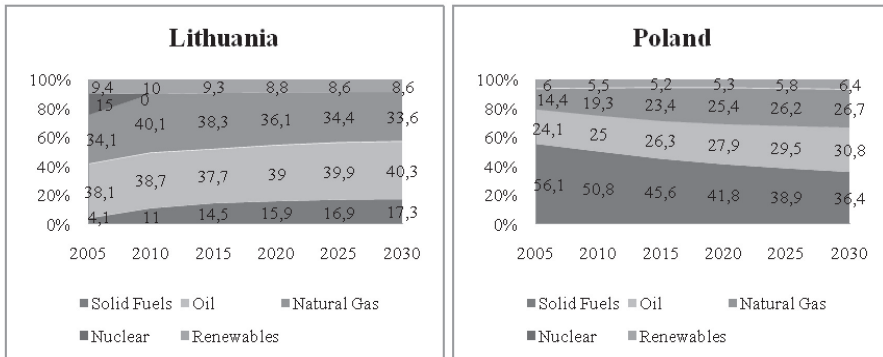 Lithuania
100%
80%
60%
40%
20%
0%
9,4 10 9,3 8,8 8,6 8,6
15 0
34,1 40,1 38,3 36,1 34,4 33,6
38,1 38,7 37,7 39 39,9 40,3
4,1 11 14,5 15,9 16,9 17,3
2005 2010 2015 2020 2025 2030
Solid Fuels Oil Natural Gas
Nuclear Renewables
Poland
100%
80%
60%
40%
20%
0%
6 5,5 5,2 5,3 5,8 6,4
14,4 19,3 23,4 25,4 26,2 26,7
24,1 25 26,3 27,9 29,5 30,8
56,1 50,8 45,6 41,8 38,9 36,4
2005 2010 2015 2020 2025 2030
Solid Fuels Oil Natural Gas
Nuclear Renewables